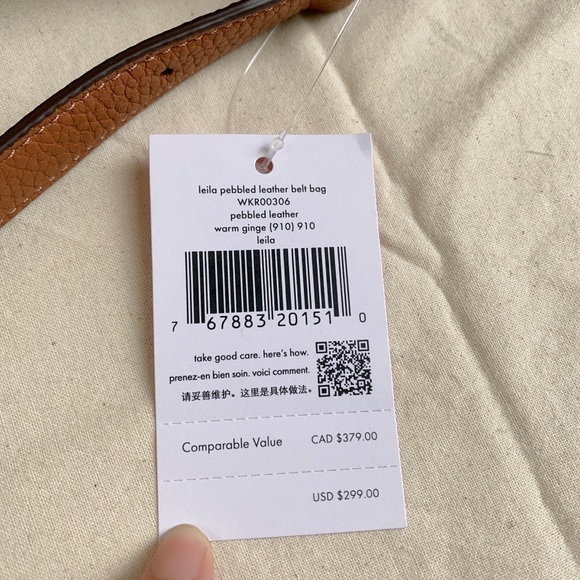 leila pebbled leather belt bag
WKR00306
pebbled leather
warm ginge (910) 910
leila
7 67883 20151 0
take good care. here's how.
prenez-en bien soin. voici comment.
请妥善维护。这里是具体做法。
Comparable Value CAD $379.00
USD $299.00